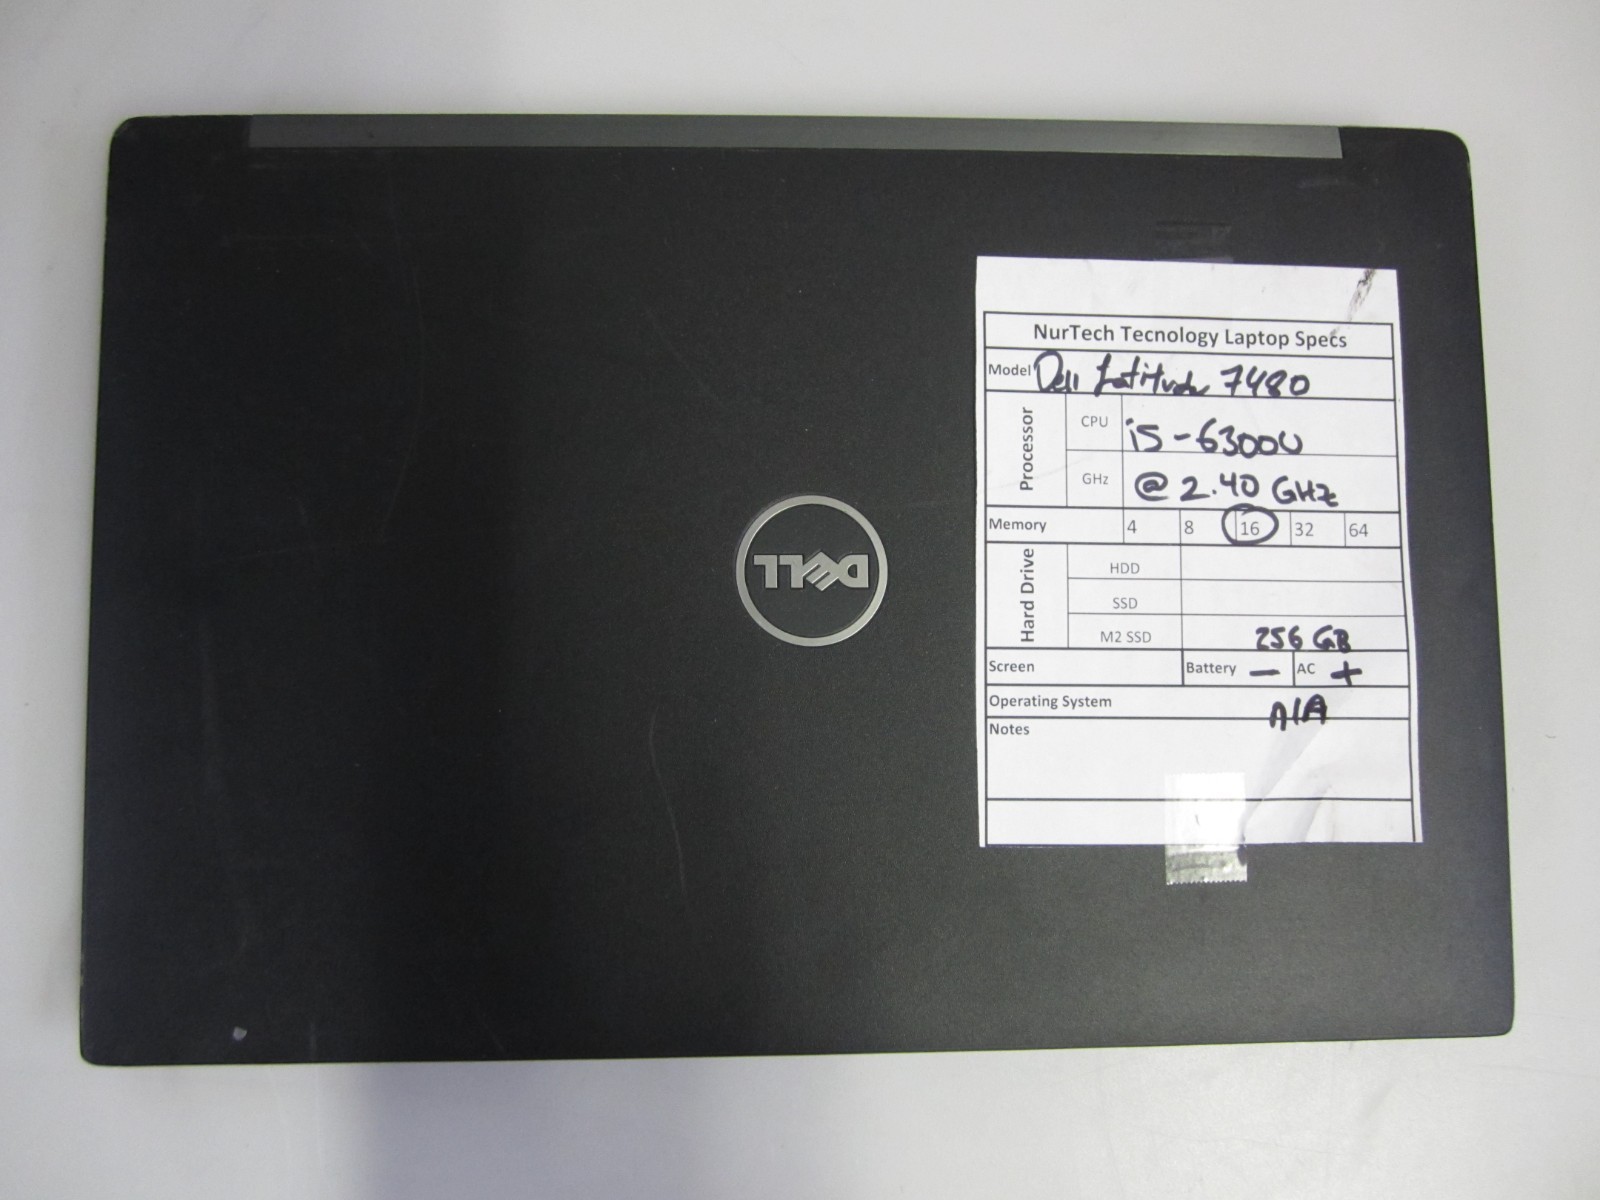 NurTech Tecnology Laptop Specs
Model Dell Latitude 7480
Processor
CPU i5-6300U
GHz @ 2.40 GHz
Memory 4 8 16 32 64
Hard Drive
HDD
SSD
M2 SSD 256 GB
Screen Battery - AC +
Operating System N/A
Notes
DELL